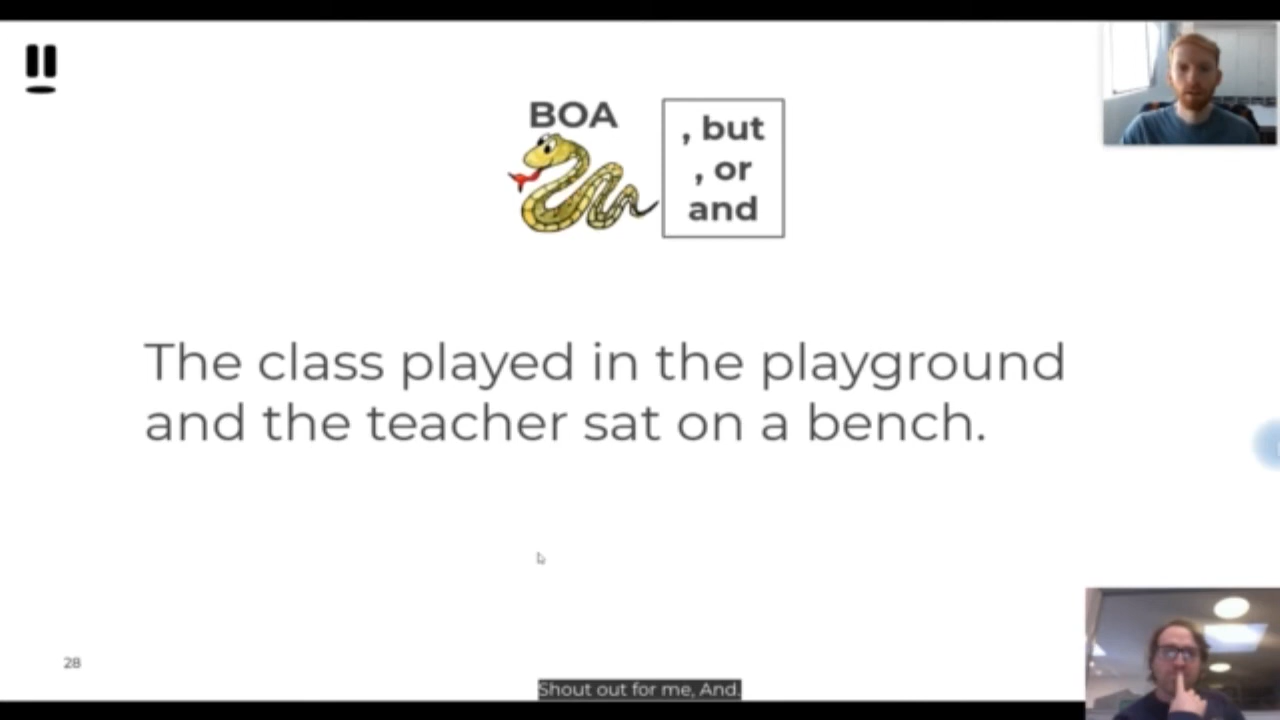 BOA
, but
, or
and
The class played in the playground
and the teacher sat on a bench.
28
Shout out for me, And.